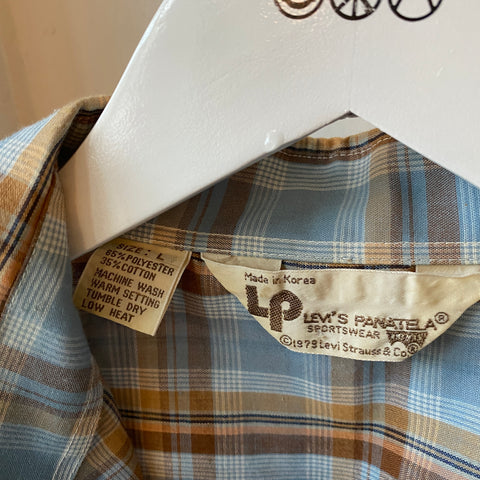 SIZE: L
65% POLYESTER
35% COTTON
MACHINE WASH
WARM SETTING
TUMBLE DRY
LOW HEAT
Made in Korea
LP LEVI'S PANATELA®
SPORTSWEAR
©1979 Levi Strauss & Co.